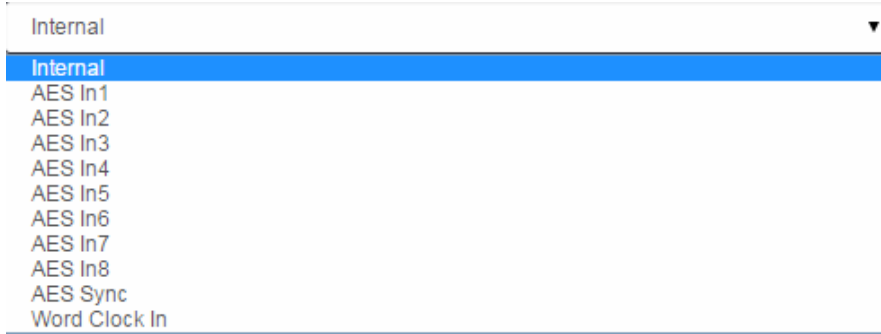 Internal
Internal
AES In1
AES In2
AES In3
AES In4
AES In5
AES In6
AES In7
AES In8
AES Sync
Word Clock In